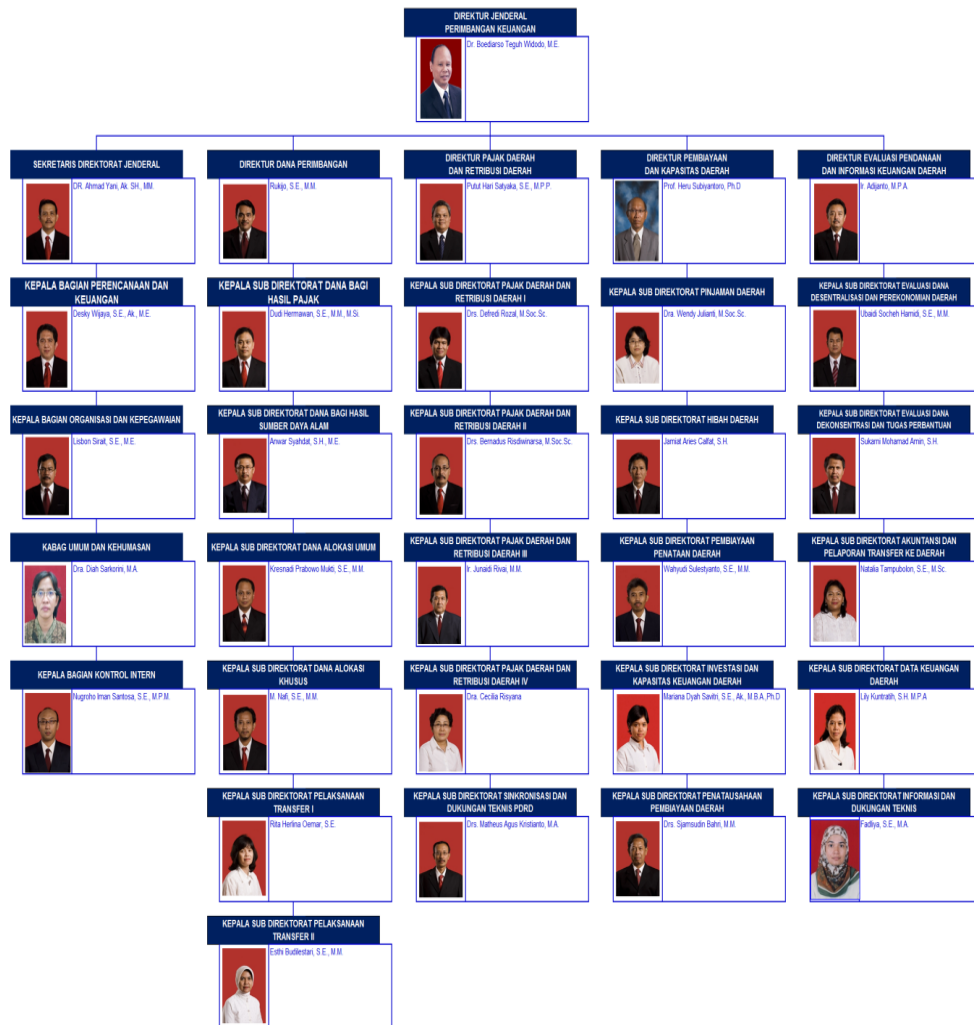 DIREKTUR JENDERAL
PERIMBANGAN KEUANGAN
Dr. Boediarso Teguh Widodo, M.E.
SEKRETARIS DIREKTORAT JENDERAL
DR. Ahmad Yani, Ak. SH., MM.
DIREKTUR DANA PERIMBANGAN
Rukijo, S.E., M.M.
DIREKTUR PAJAK DAERAH
DAN RETRIBUSI DAERAH
Putut Hari Satyaka, S.E., M.P.P.
DIREKTUR PEMBIAYAAN
DAN KAPASITAS DAERAH
Prof. Heru Subiyantoro, Ph.D
DIREKTUR EVALUASI PENDANAAN
DAN INFORMASI KEUANGAN DAERAH
Ir. Adijanto, M.P.A.
KEPALA BAGIAN PERENCANAAN DAN
KEUANGAN
Desky Wijaya, S.E., Ak., M.E.
KEPALA SUB DIREKTORAT DANA BAGI
HASIL PAJAK
Dudi Hermawan, S.E., M.M., M.Si.
KEPALA SUB DIREKTORAT PAJAK DAERAH DAN
RETRIBUSI DAERAH I
Drs. Defredi Rozal, M.Soc.Sc.
KEPALA SUB DIREKTORAT PINJAMAN DAERAH
Dra. Wendy Julianti, M.Soc.Sc.
KEPALA SUB DIREKTORAT EVALUASI DANA
DESENTRALISASI DAN PEREKONOMIAN DAERAH
Ubaidi Socheh Hamidi, S.E., M.M.
KEPALA BAGIAN ORGANISASI DAN KEPEGAWAIAN
Lisbon Sirait, S.E., M.E.
KEPALA SUB DIREKTORAT DANA BAGI HASIL
SUMBER DAYA ALAM
Anwar Syahdat, S.H., M.E.
KEPALA SUB DIREKTORAT PAJAK DAERAH DAN
RETRIBUSI DAERAH II
Drs. Bernadus Risdiwinarsa, M.Soc.Sc.
KEPALA SUB DIREKTORAT HIBAH DAERAH
Jamiat Aries Calfat, S.H.
KEPALA SUB DIREKTORAT EVALUASI DANA
DEKONSENTRASI DAN TUGAS PERBANTUAN
Sukarni Mohamad Amin, S.H.
KABAG UMUM DAN KEHUMASAN
Dra. Diah Sarkorini, M.A.
KEPALA SUB DIREKTORAT DANA ALOKASI UMUM
Kresnadi Prabowo Mukti, S.E., M.M.
KEPALA SUB DIREKTORAT PAJAK DAERAH DAN
RETRIBUSI DAERAH III
Ir. Junaidi Rivai, M.M.
KEPALA SUB DIREKTORAT PEMBIAYAAN
PENATAAN DAERAH
Wahyudi Sulestyanto, S.E., M.M.
KEPALA SUB DIREKTORAT AKUNTANSI DAN
PELAPORAN TRANSFER KE DAERAH
Natalia Tampubolon, S.E., M.Sc.
KEPALA BAGIAN KONTROL INTERN
Nugroho Iman Santosa, S.E., M.P.M.
KEPALA SUB DIREKTORAT DANA ALOKASI
KHUSUS
M. Nafi, S.E., M.M.
KEPALA SUB DIREKTORAT PAJAK DAERAH DAN
RETRIBUSI DAERAH IV
Dra. Cecilia Risyana
KEPALA SUB DIREKTORAT INVESTASI DAN
KAPASITAS KEUANGAN DAERAH
Mariana Dyah Savitri, S.E., Ak., M.B.A.,Ph.D
KEPALA SUB DIREKTORAT DATA KEUANGAN
DAERAH
Lily Kuntratih, S.H. M.P.A
KEPALA SUB DIREKTORAT PELAKSANAAN
TRANSFER I
Rita Herlina Oemar, S.E.
KEPALA SUB DIREKTORAT SINKRONISASI DAN
DUKUNGAN TEKNIS PDRD
Drs. Matheus Agus Kristianto, M.A.
KEPALA SUB DIREKTORAT PENATAUSAHAAN
PEMBIAYAAN DAERAH
Drs. Sjamsudin Bahri, M.M.
KEPALA SUB DIREKTORAT INFORMASI DAN
DUKUNGAN TEKNIS
Fadliya, S.E., M.A.
KEPALA SUB DIREKTORAT PELAKSANAAN
TRANSFER II
Esthi Budilestari, S.E., M.M.